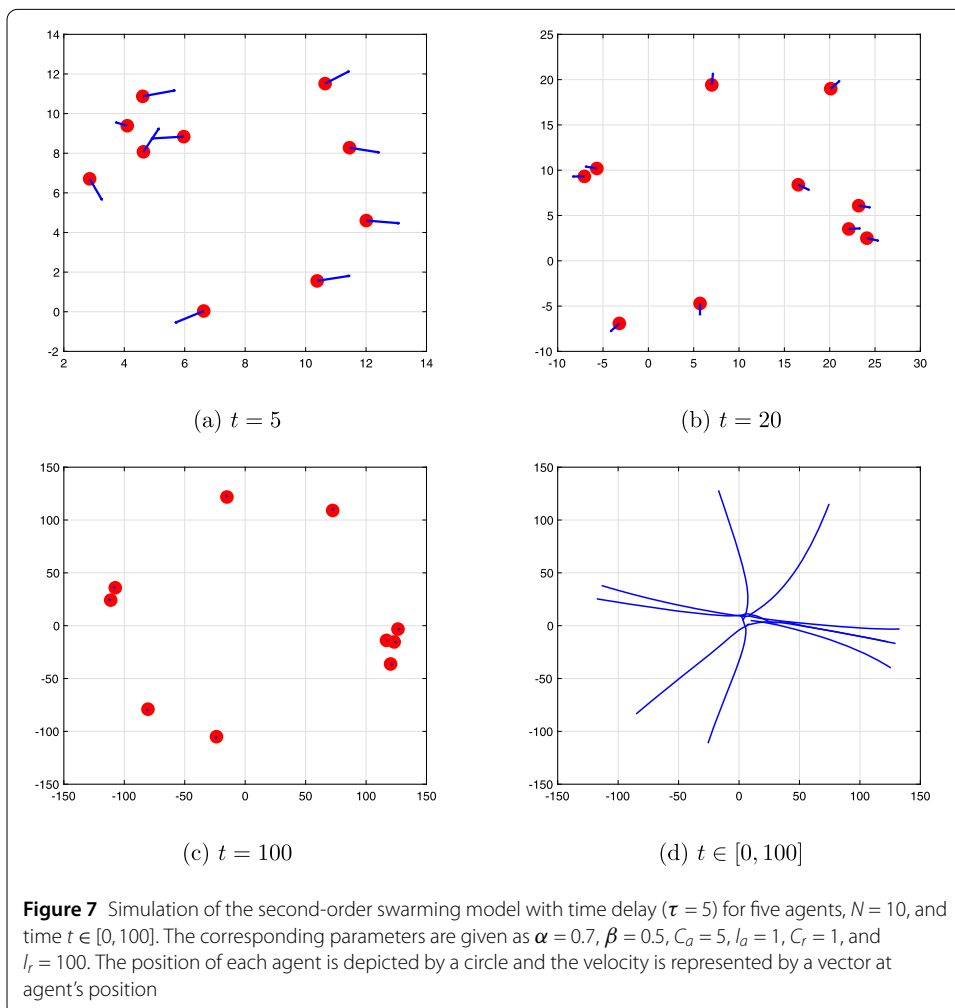 14
12
10
8
6
4
2
0
-2
2 4 6 8 10 12 14
(a) t = 5
25
20
15
10
5
0
-5
-10
-10 -5 0 5 10 15 20 25 30
(b) t = 20
150
100
50
0
-50
-100
-150
-150 -100 -50 0 50 100 150
(c) t = 100
150
100
50
0
-50
-100
-150
-150 -100 -50 0 50 100 150
(d) t ∈ [0, 100]
Figure 7 Simulation of the second-order swarming model with time delay (τ = 5) for five agents, N = 10, and
time t ∈ [0, 100]. The corresponding parameters are given as α = 0.7, β = 0.5, Cₐ = 5, lₐ = 1, Cᵣ = 1, and
lᵣ = 100. The position of each agent is depicted by a circle and the velocity is represented by a vector at
agent's position